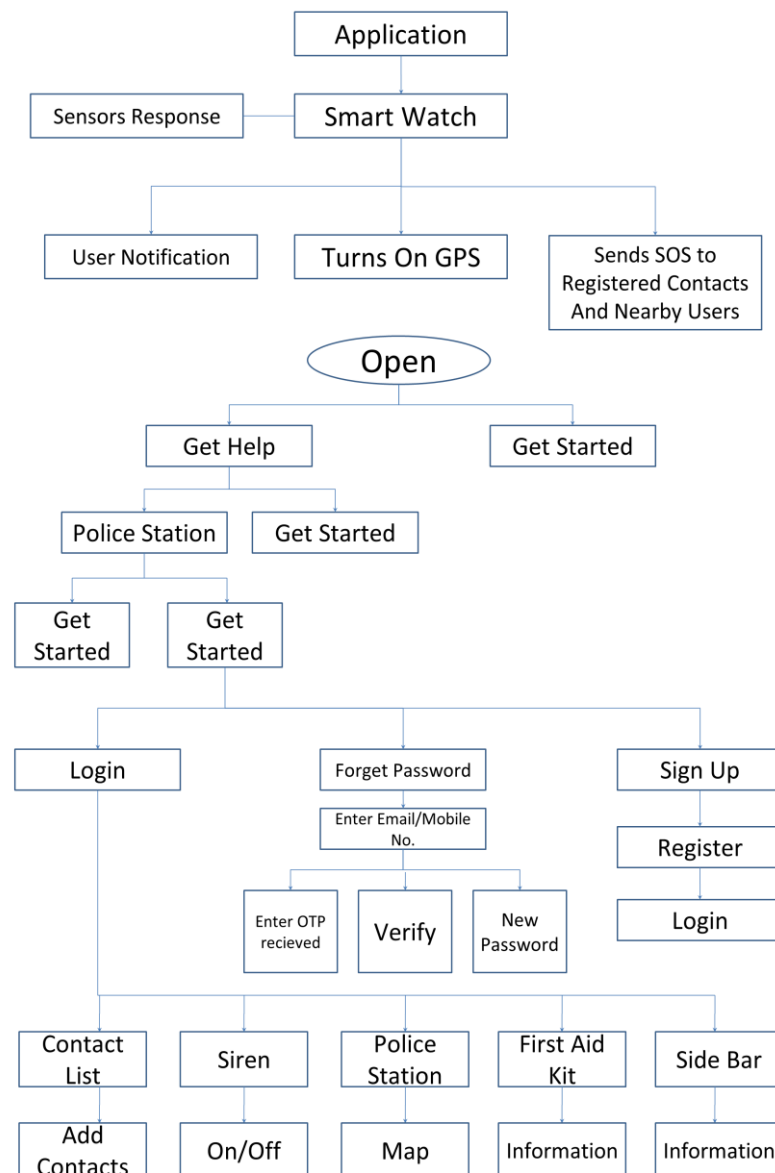 Application
Sensors Response
Smart Watch
User Notification
Turns On GPS
Sends SOS to
Registered Contacts
And Nearby Users
Open
Get Help
Get Started
Police Station
Get Started
Get
Started
Get
Started
Login
Forget Password
Sign Up
Enter Email/Mobile
No.
Register
Enter OTP
recieved
Verify
New
Password
Login
Contact
List
Siren
Police
Station
First Aid
Kit
Side Bar
Add
Contacts
On/Off
Map
Information
Information